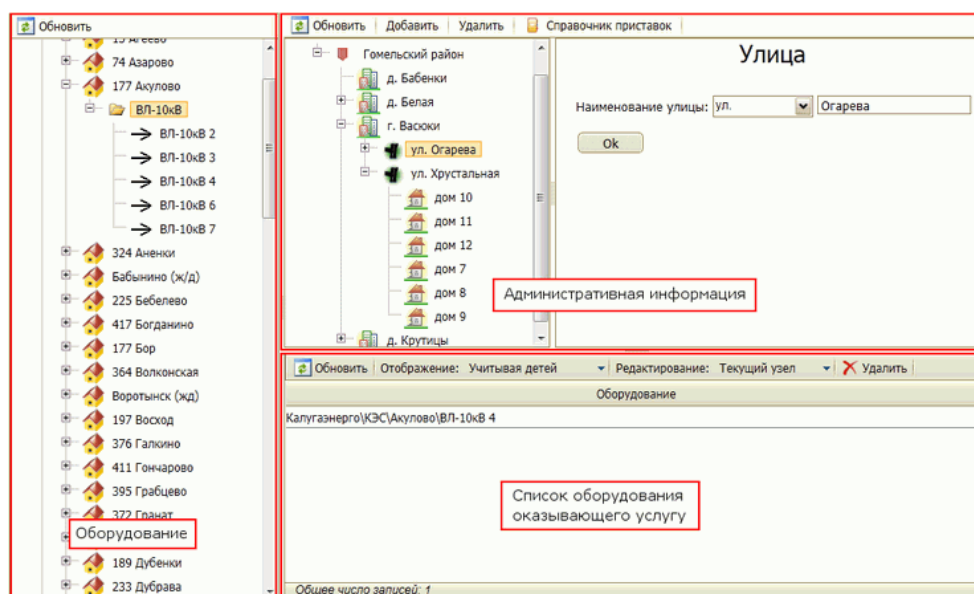 Обновить
15 Агеево
74 Азарово
177 Акулово
ВЛ-10кВ
ВЛ-10кВ 2
ВЛ-10кВ 3
ВЛ-10кВ 4
ВЛ-10кВ 6
ВЛ-10кВ 7
324 Аненки
Бабынино (ж/д)
225 Бебелево
417 Богданино
177 Бор
364 Волконская
Воротынск (жд)
197 Восход
376 Галкино
411 Гончарово
395 Грабцево
372 Гранат
Оборудование
189 Дубенки
233 Дубрава
Обновить Добавить Удалить Справочник приставок
Гомельский район
д. Бабенки
д. Белая
г. Васюки
ул. Огарева
ул. Хрустальная
дом 10
дом 11
дом 12
дом 7
дом 8
дом 9
д. Крутицы
Улица
Наименование улицы: ул. Огарева
Ok
Административная информация
Обновить Отображение: Учитывая детей Редактирование: Текущий узел Удалить
Оборудование
Калугаэнерго\КЭС\Акулово\ВЛ-10кВ 4
Список оборудования
оказывающего услугу
Общее число записей: 1